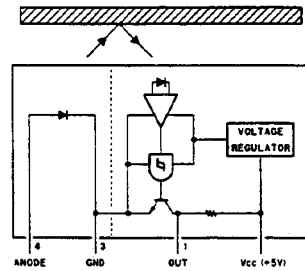 VOLTAGE
REGULATOR
4 3 1
ANODE GND OUT Vcc (+5V)